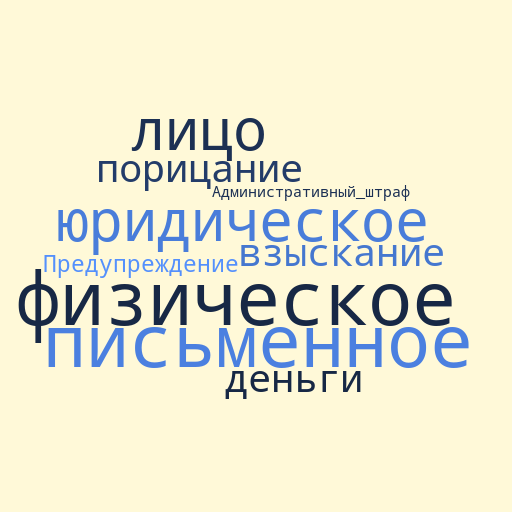 лицо
порицание
Административный_штраф
юридическое
взыскание
Предупреждение
физическое
письменное
деньги